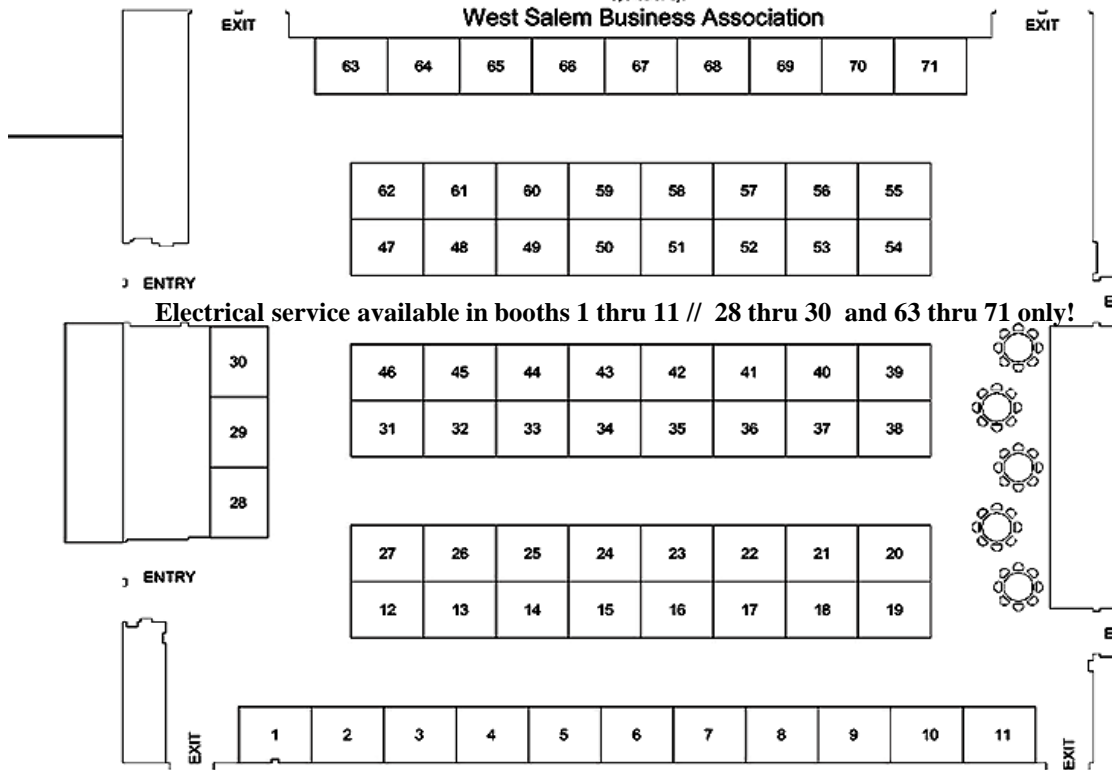 West Salem Business Association
EXIT
EXIT
63 64 65 66 67 68 69 70 71
62 61 60 59 58 57 56 55
47 48 49 50 51 52 53 54
ENTRY
Electrical service available in booths 1 thru 11 // 28 thru 30 and 63 thru 71 only!
30
46 45 44 43 42 41 40 39
29
31 32 33 34 35 36 37 38
28
27 26 25 24 23 22 21 20
ENTRY
12 13 14 15 16 17 18 19
EXIT
1 2 3 4 5 6 7 8 9 10 11
EXIT